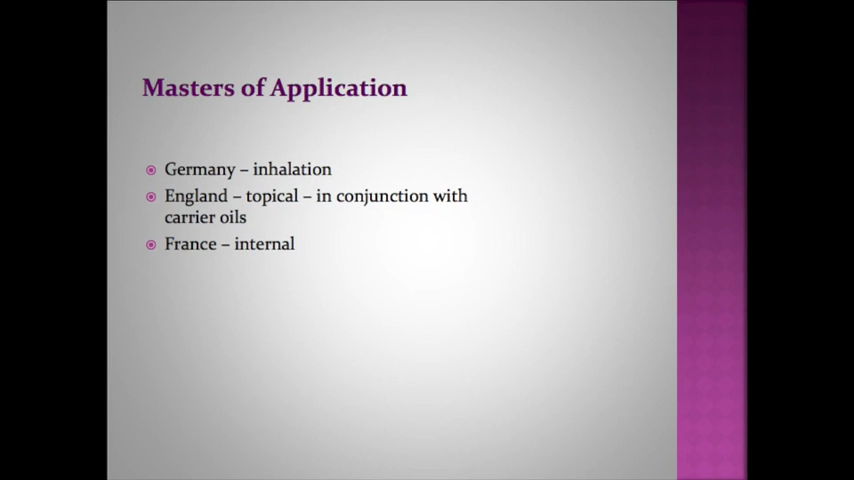 Masters of Application
Germany – inhalation
England – topical – in conjunction with
carrier oils
France – internal